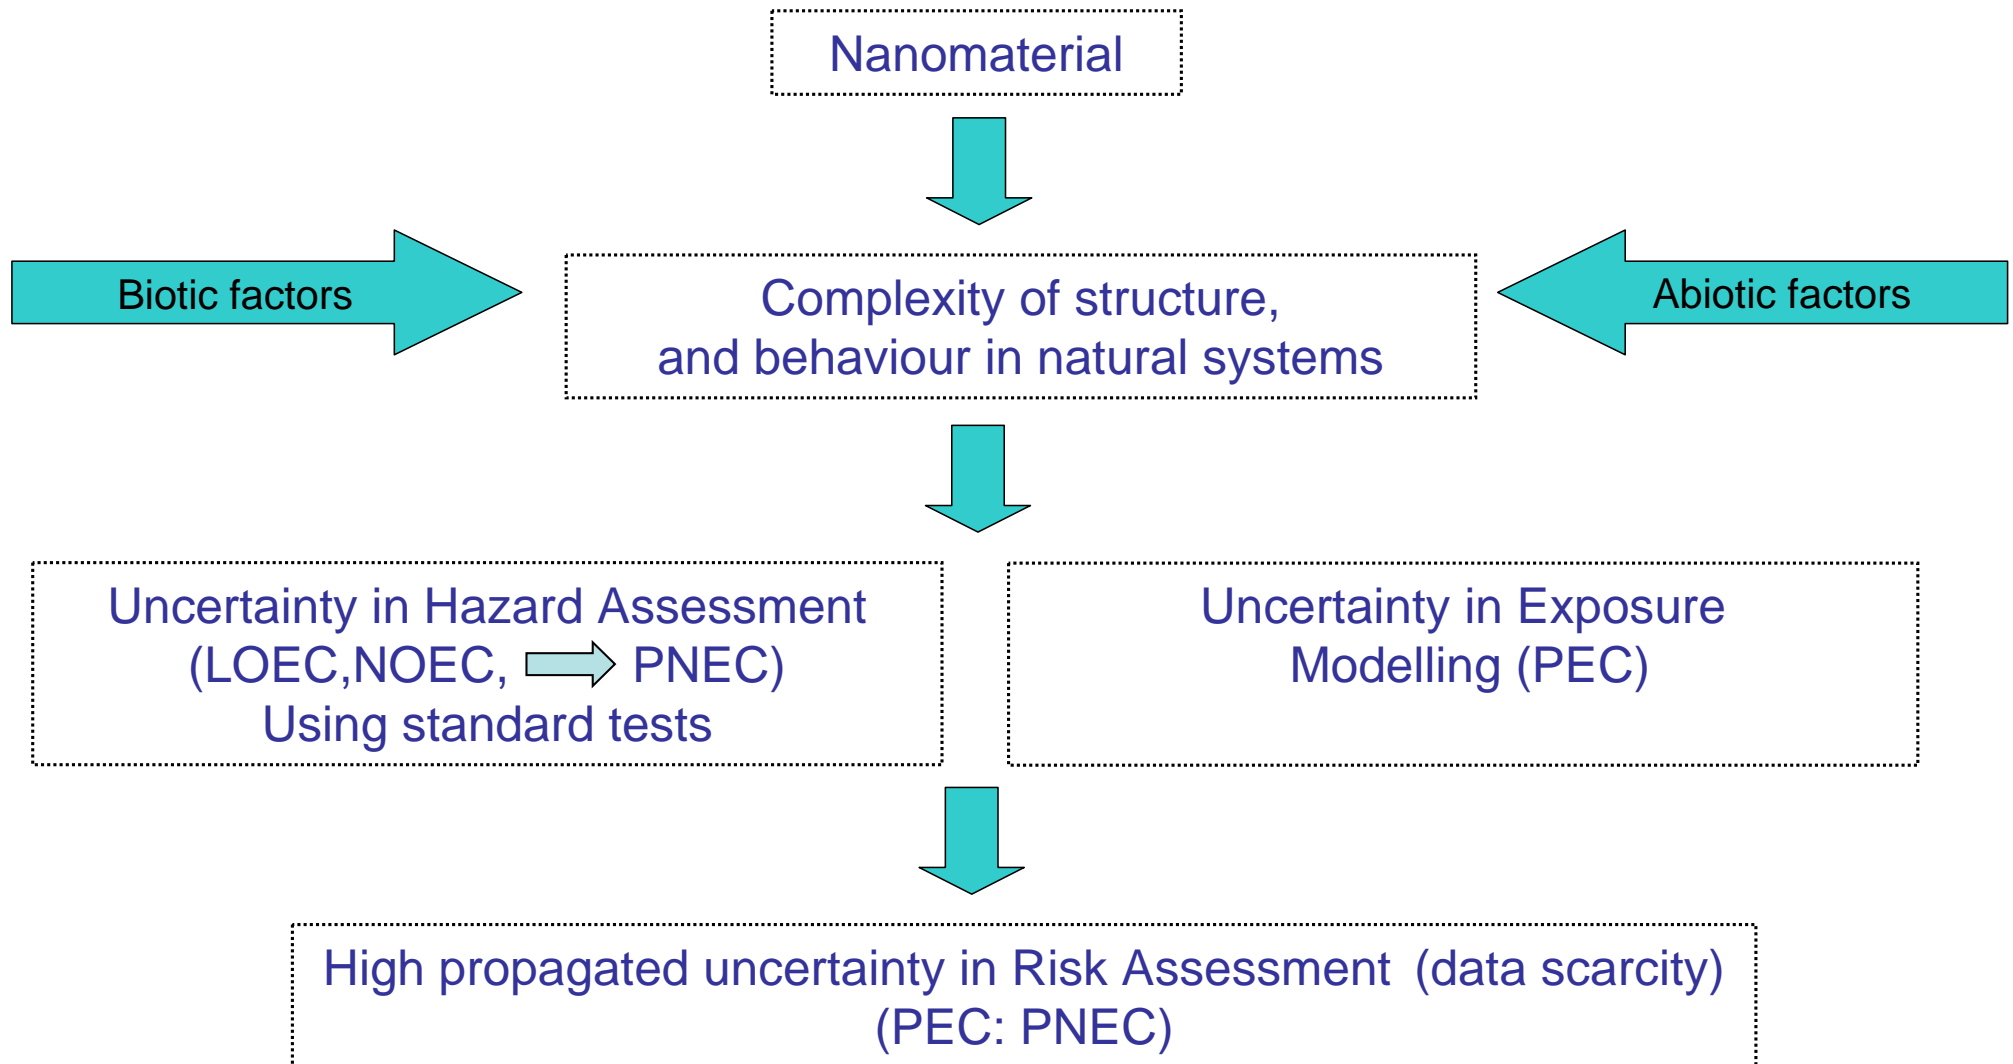 Nanomaterial
Biotic factors
Complexity of structure,
and behaviour in natural systems
Abiotic factors
Uncertainty in Hazard Assessment
(LOEC,NOEC, PNEC)
Using standard tests
Uncertainty in Exposure
Modelling (PEC)
High propagated uncertainty in Risk Assessment (data scarcity)
(PEC: PNEC)